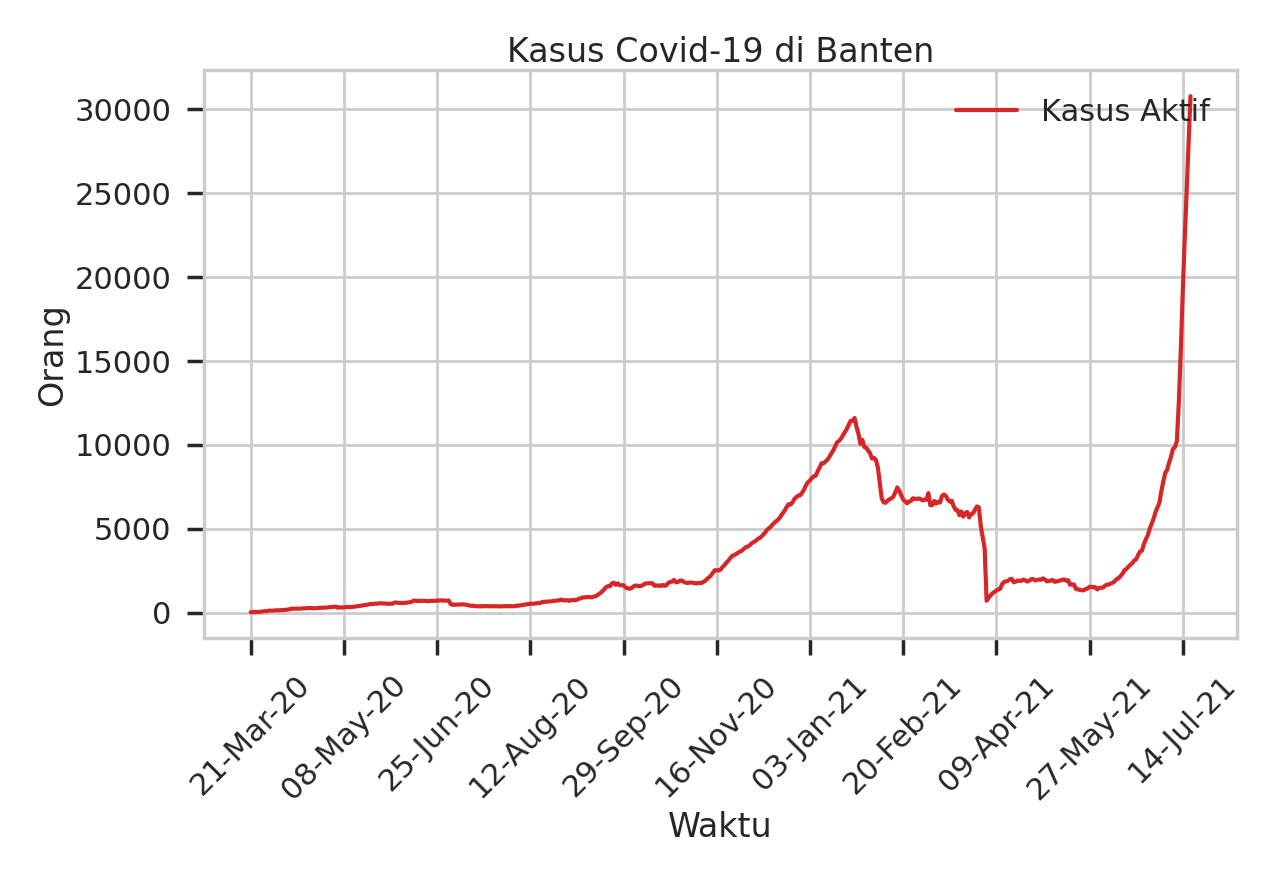 Kasus Covid-19 di Banten
Kasus Aktif
30000
25000
20000
15000
10000
5000
0
Orang
21-Mar-20
08-May-20
25-Jun-20
12-Aug-20
29-Sep-20
16-Nov-20
03-Jan-21
20-Feb-21
09-Apr-21
27-May-21
14-Jul-21
Waktu